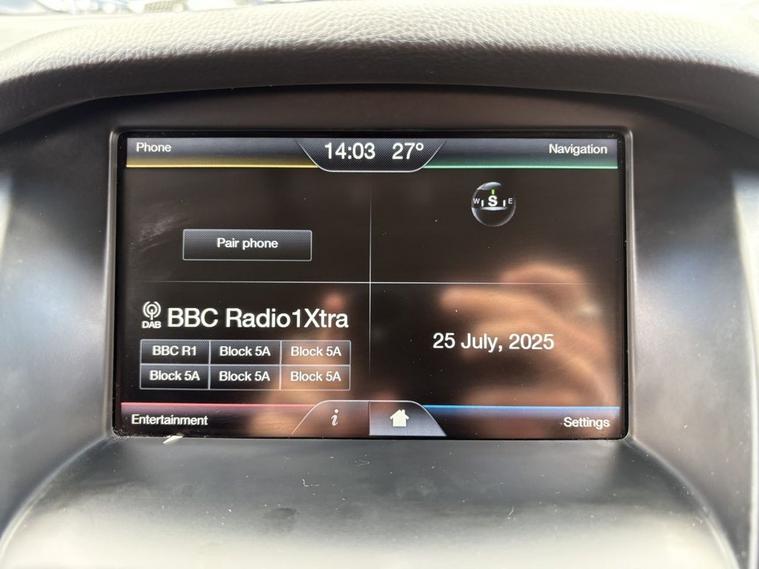 Phone
14:03 27°
Navigation
W S E
Pair phone
DAB
BBC Radio1Xtra
BBC R1 Block 5A Block 5A
Block 5A Block 5A Block 5A
25 July, 2025
Entertainment
i
Settings